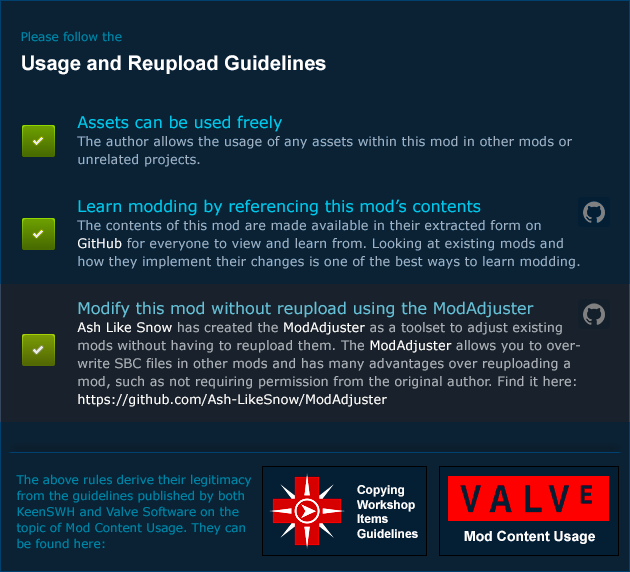 Please follow the
Usage and Reupload Guidelines
Assets can be used freely
The author allows the usage of any assets within this mod in other mods or
unrelated projects.
Learn modding by referencing this mod’s contents
The contents of this mod are made available in their extracted form on
GitHub for everyone to view and learn from. Looking at existing mods and
how they implement their changes is one of the best ways to learn modding.
Modify this mod without reupload using the ModAdjuster
Ash Like Snow has created the ModAdjuster as a toolset to adjust existing
mods without having to reupload them. The ModAdjuster allows you to over-
write SBC files in other mods and has many advantages over reuploading a
mod, such as not requiring permission from the original author. Find it here:
https://github.com/Ash-LikeSnow/ModAdjuster
The above rules derive their legitimacy
from the guidelines published by both
KeenSWH and Valve Software on the
topic of Mod Content Usage. They can
be found here:
Copying
Workshop
Items
Guidelines
VALVE
Mod Content Usage